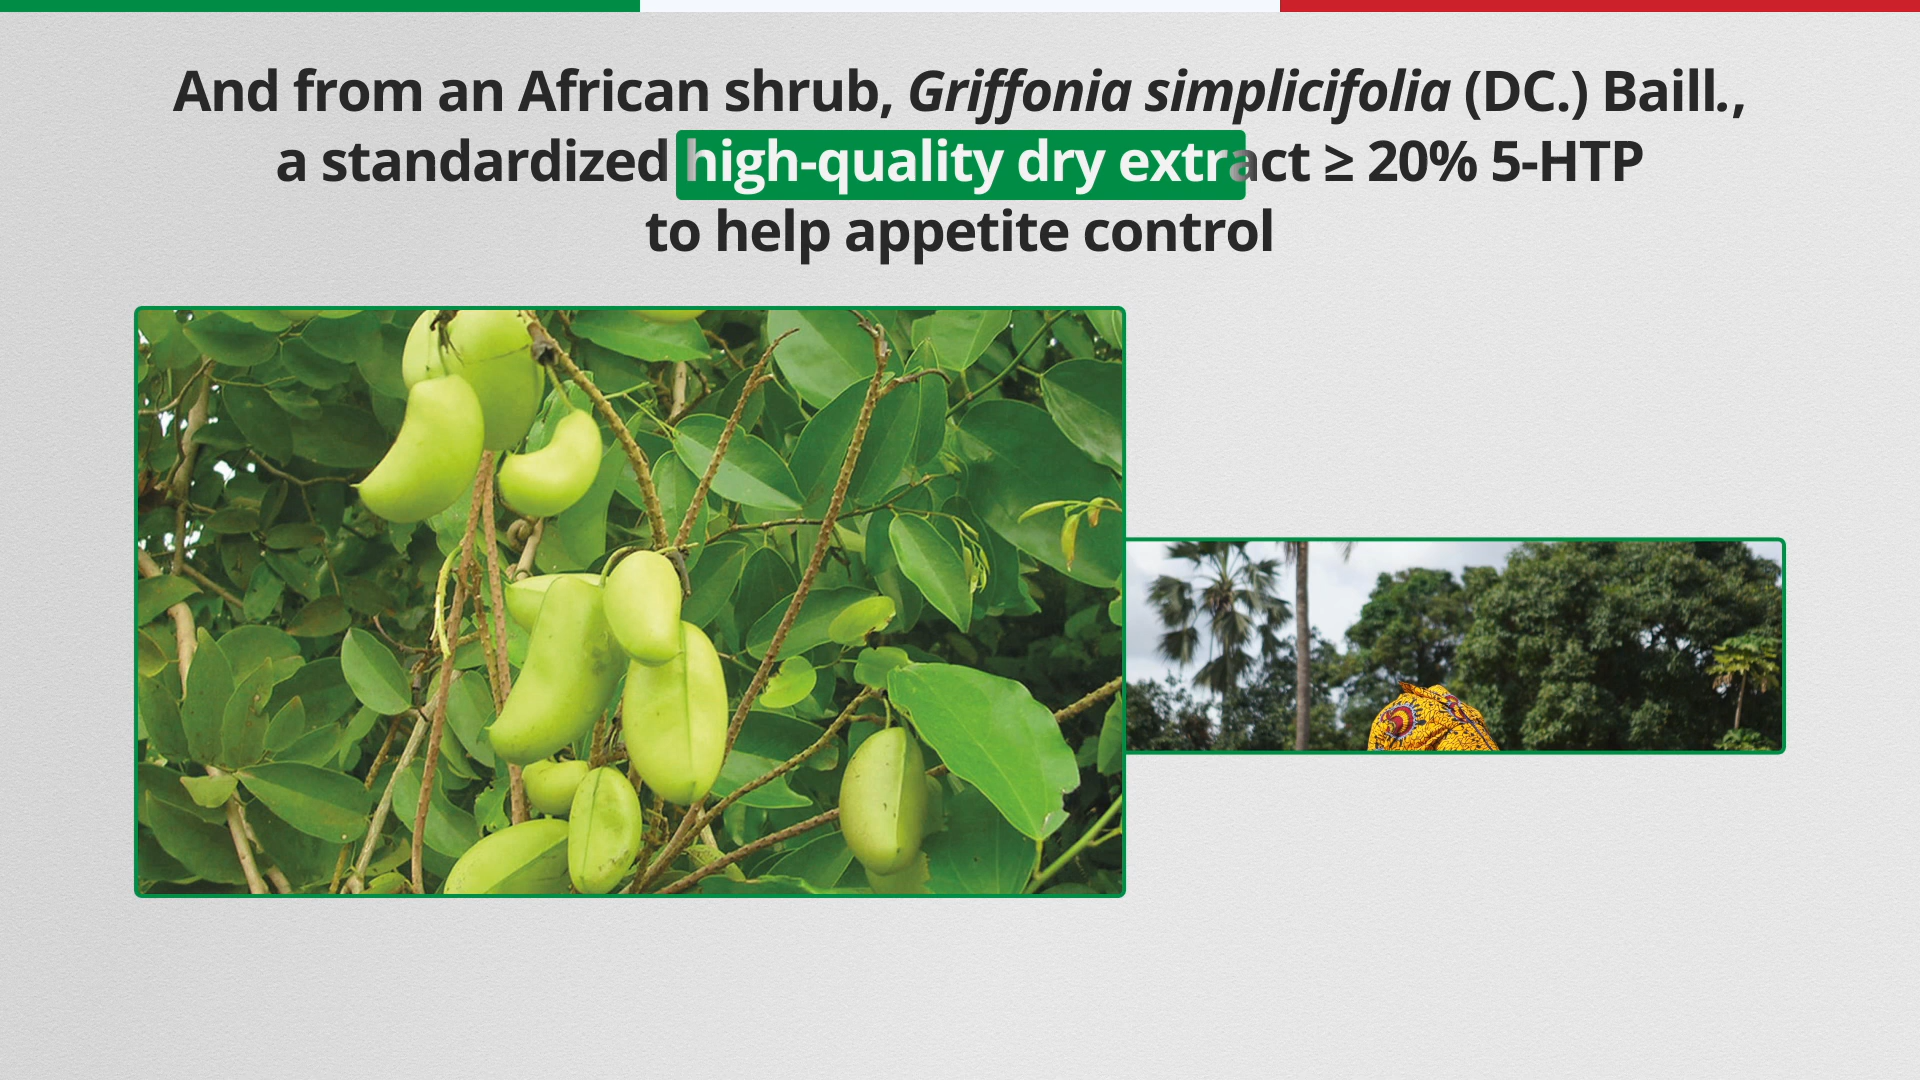 And from an African shrub, Griffonia simplicifolia (DC.) Baill.,
a standardized high-quality dry extract ≥ 20% 5-HTP
to help appetite control